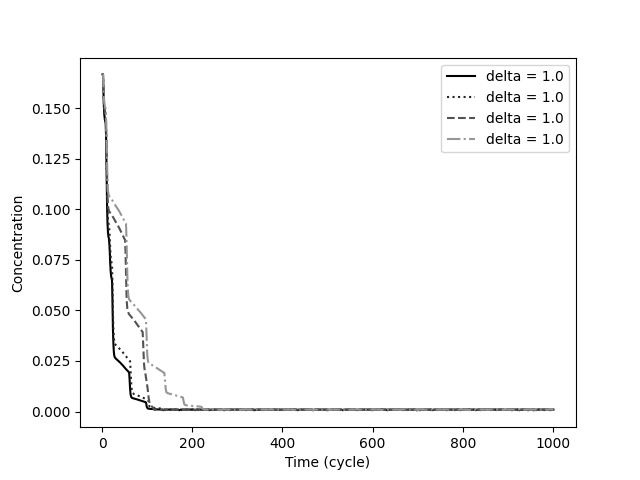 delta = 1.0
delta = 1.0
delta = 1.0
delta = 1.0
0.150
0.125
0.100
0.075
0.050
0.025
0.000
Concentration
0 200 400 600 800 1000
Time (cycle)